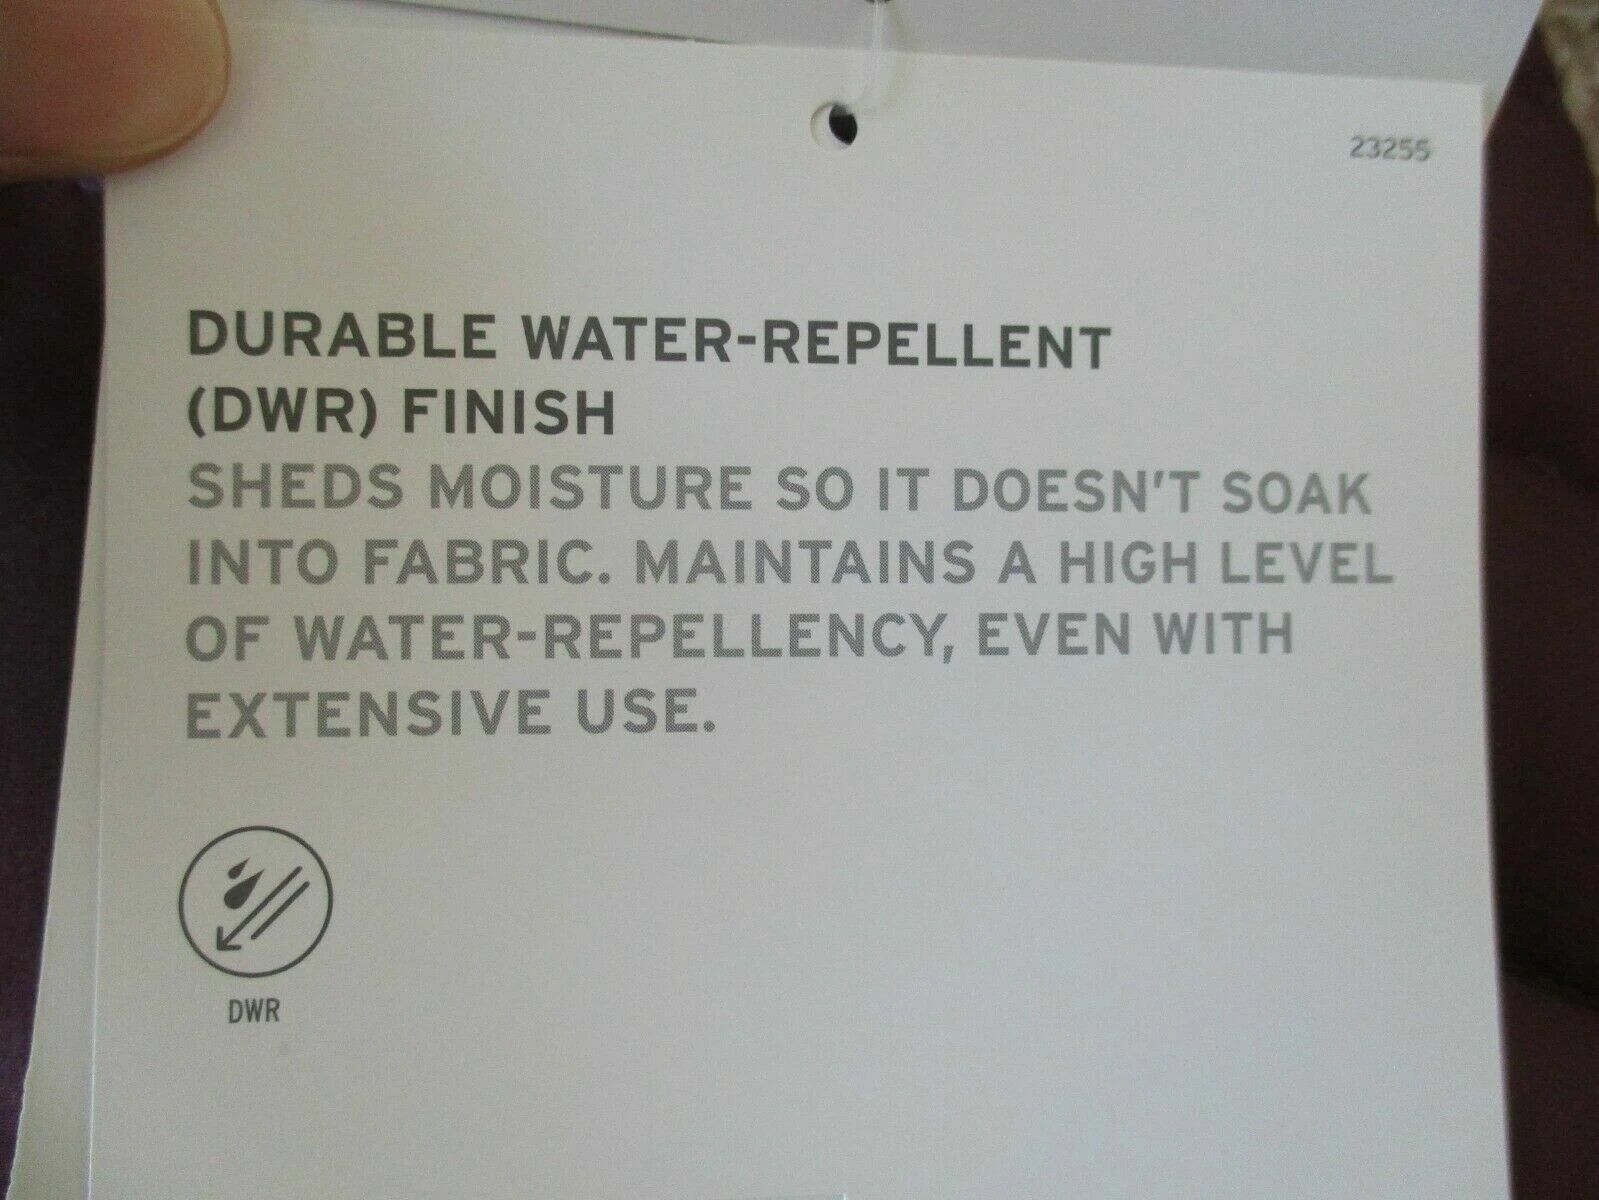 23255
DURABLE WATER-REPELLENT
(DWR) FINISH
SHEDS MOISTURE SO IT DOESN'T SOAK
INTO FABRIC. MAINTAINS A HIGH LEVEL
OF WATER-REPELLENCY, EVEN WITH
EXTENSIVE USE.
DWR